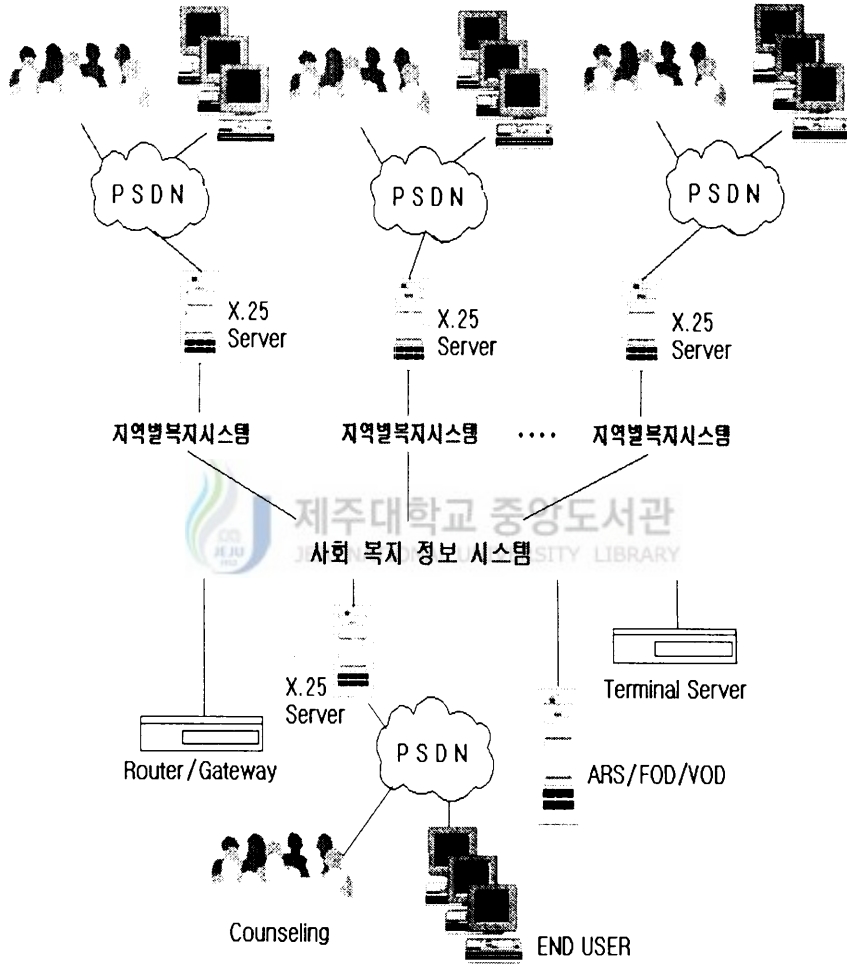 PSDN PSDN PSDN
X.25 Server
X.25 Server
X.25 Server
지역별복지시스템 지역별복지시스템 .... 지역별복지시스템
제주대학교 중앙도서관
사회 복지 정보 시스템
JEJU
1952
X.25 Server
Terminal Server
PSDN
Router/Gateway
ARS/FOD/VOD
Counseling
END USER